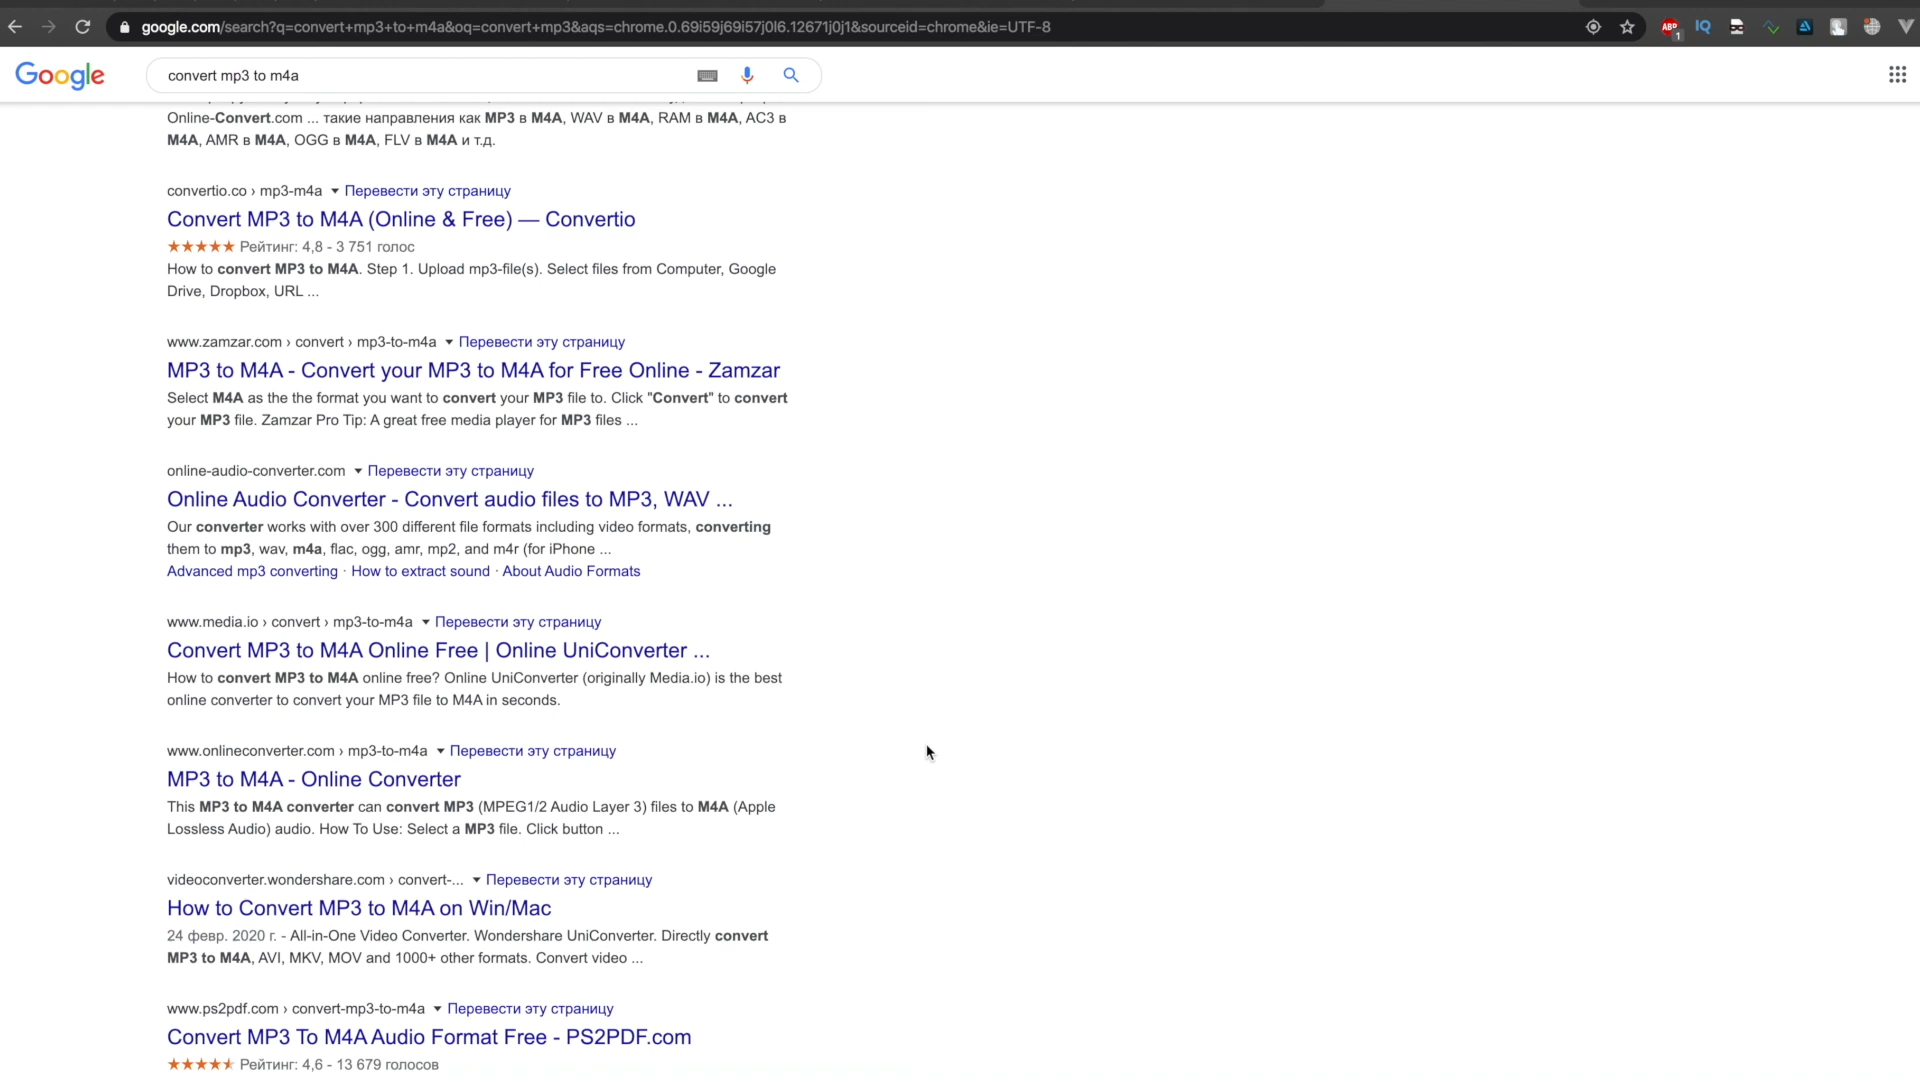 google.com/search?q=convert+mp3+to+m4a&oq=convert+mp3&aqs=chrome.0.69i59j69i57j0l6.12671j0j1&sourceid=chrome&ie=UTF-8
ABP
1
IQ
Google
convert mp3 to m4a
Online-Convert.com ... такие направления как MP3 в M4A, WAV в M4A, RAM в M4A, AC3 в
M4A, AMR в M4A, OGG в M4A, FLV в M4A и т.д.
convertio.co › mp3-m4a Перевести эту страницу
Convert MP3 to M4A (Online & Free) — Convertio
Рейтинг: 4,8 - 3 751 голос
How to convert MP3 to M4A. Step 1. Upload mp3-file(s). Select files from Computer, Google
Drive, Dropbox, URL ...
www.zamzar.com › convert › mp3-to-m4a Перевести эту страницу
MP3 to M4A - Convert your MP3 to M4A for Free Online - Zamzar
Select M4A as the the format you want to convert your MP3 file to. Click "Convert" to convert
your MP3 file. Zamzar Pro Tip: A great free media player for MP3 files ...
online-audio-converter.com Перевести эту страницу
Online Audio Converter - Convert audio files to MP3, WAV ...
Our converter works with over 300 different file formats including video formats, converting
them to mp3, wav, m4a, flac, ogg, amr, mp2, and m4r (for iPhone ...
Advanced mp3 converting · How to extract sound · About Audio Formats
www.media.io › convert › mp3-to-m4a Перевести эту страницу
Convert MP3 to M4A Online Free | Online UniConverter ...
How to convert MP3 to M4A online free? Online UniConverter (originally Media.io) is the best
online converter to convert your MP3 file to M4A in seconds.
www.onlineconverter.com › mp3-to-m4a Перевести эту страницу
MP3 to M4A - Online Converter
This MP3 to M4A converter can convert MP3 (MPEG1/2 Audio Layer 3) files to M4A (Apple
Lossless Audio) audio. How To Use: Select a MP3 file. Click button ...
videoconverter.wondershare.com › convert-... Перевести эту страницу
How to Convert MP3 to M4A on Win/Mac
24 февр. 2020 г. - All-in-One Video Converter. Wondershare UniConverter. Directly convert
MP3 to M4A, AVI, MKV, MOV and 1000+ other formats. Convert video ...
www.ps2pdf.com › convert-mp3-to-m4a Перевести эту страницу
Convert MP3 To M4A Audio Format Free - PS2PDF.com
Рейтинг: 4,6 - 13 679 голосов